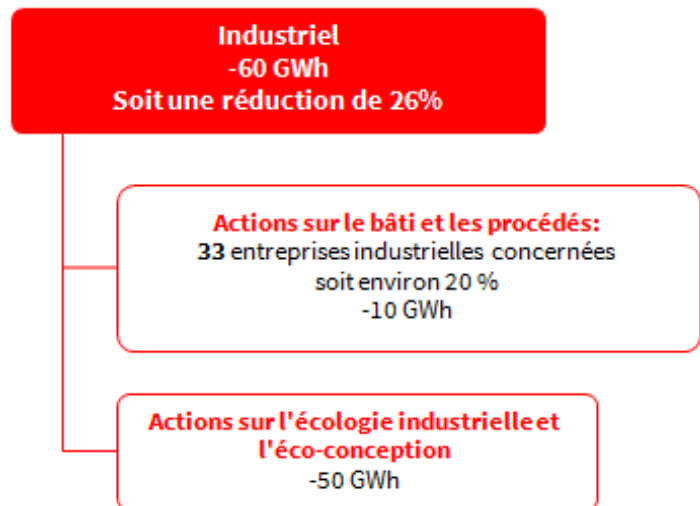 Industriel
-60 GWh
Soit une réduction de 26%
Actions sur le bâti et les procédés:
33 entreprises industrielles concernées
soit environ 20 %
-10 GWh
Actions sur l'écologie industrielle et
l'éco-conception
-50 GWh